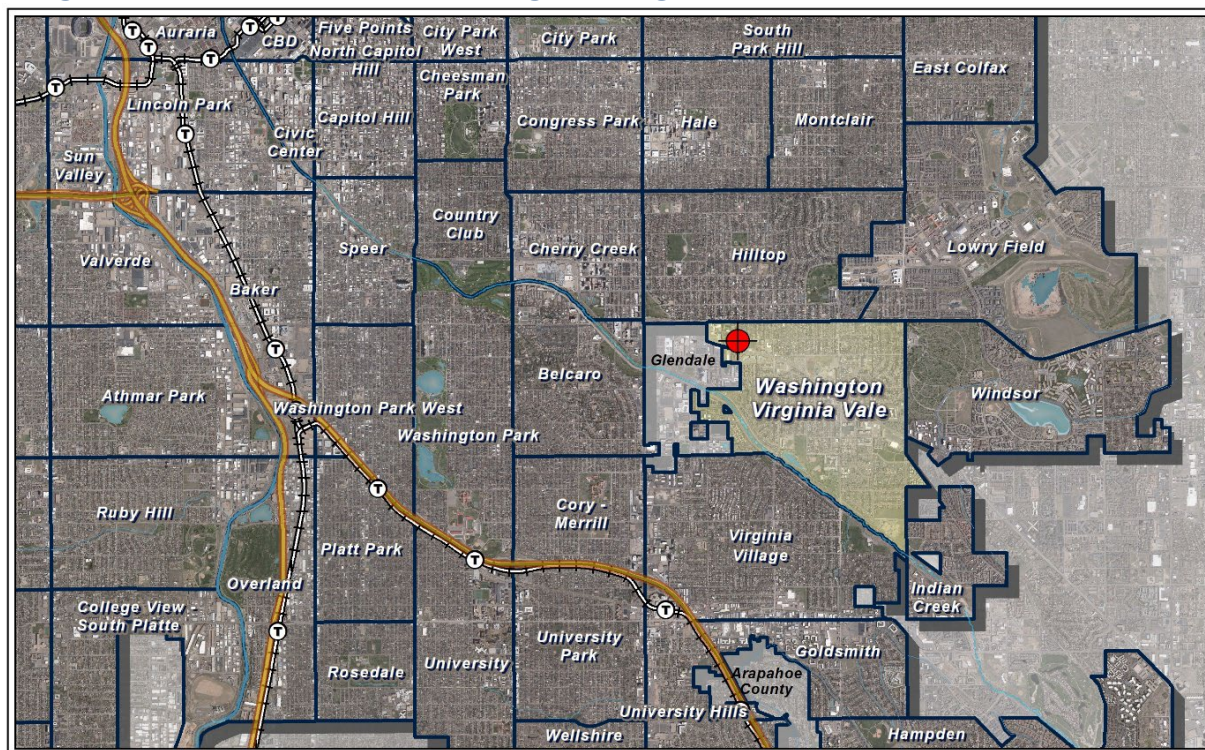 Auraria
CBD
Five Points
North Capitol
Hill
City Park
West
City Park
South
Park Hill
East Colfax
Lincoln Park
Capitol Hill
Cheesman
Park
Congress Park
Hale
Montclair
Civic
Center
Sun
Valley
Valverde
Baker
Speer
Country
Club
Cherry Creek
Hilltop
Lowry Field
Glendale
Athmar Park
Washington Park West
Washington Park
Belcaro
Washington
Virginia Vale
Windsor
Ruby Hill
Platt Park
Cory -
Merrill
Virginia
Village
Overland
College View -
South Platte
Rosedale
University
University
Park
Arapahoe
County
Goldsmith
Indian
Creek
University Hills
Wellshire
Hampden
T
T
T
T
T
T
T
T
T
T
T
T